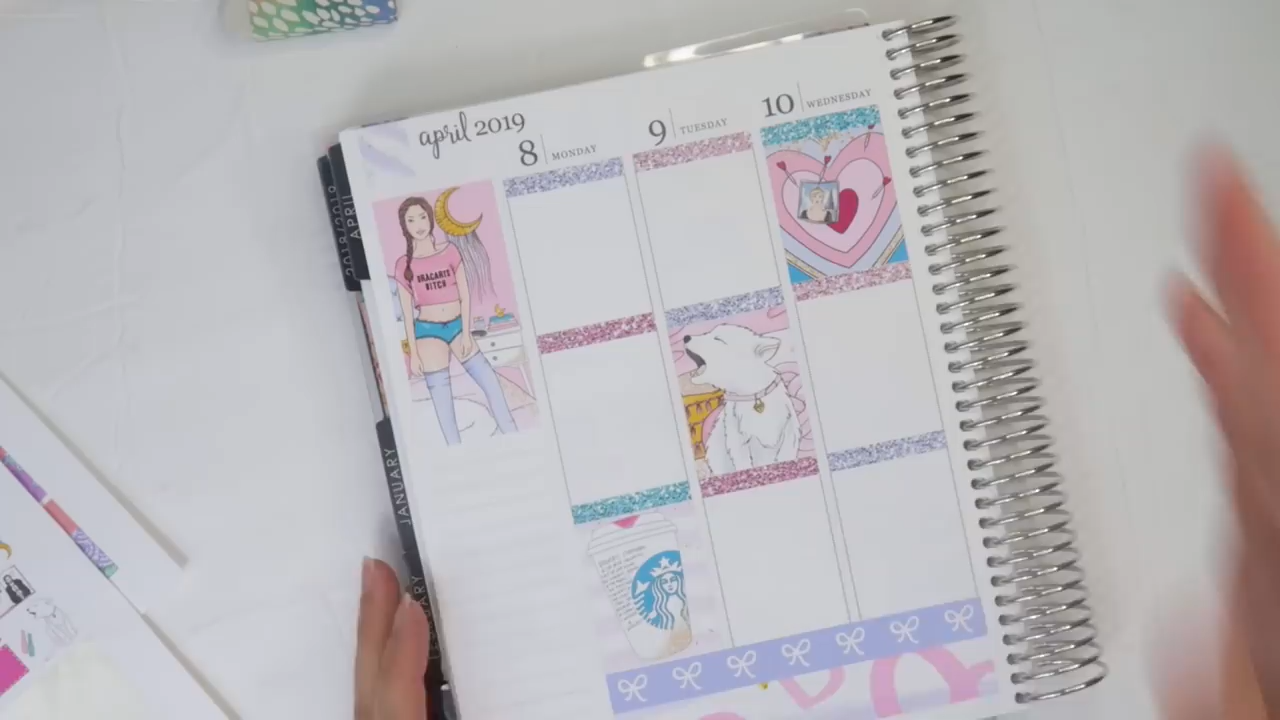 april 2019
8 MONDAY
9 TUESDAY
10 WEDNESDAY
DRACARYS
BITCH
2018/2019
APRIL
JANUARY